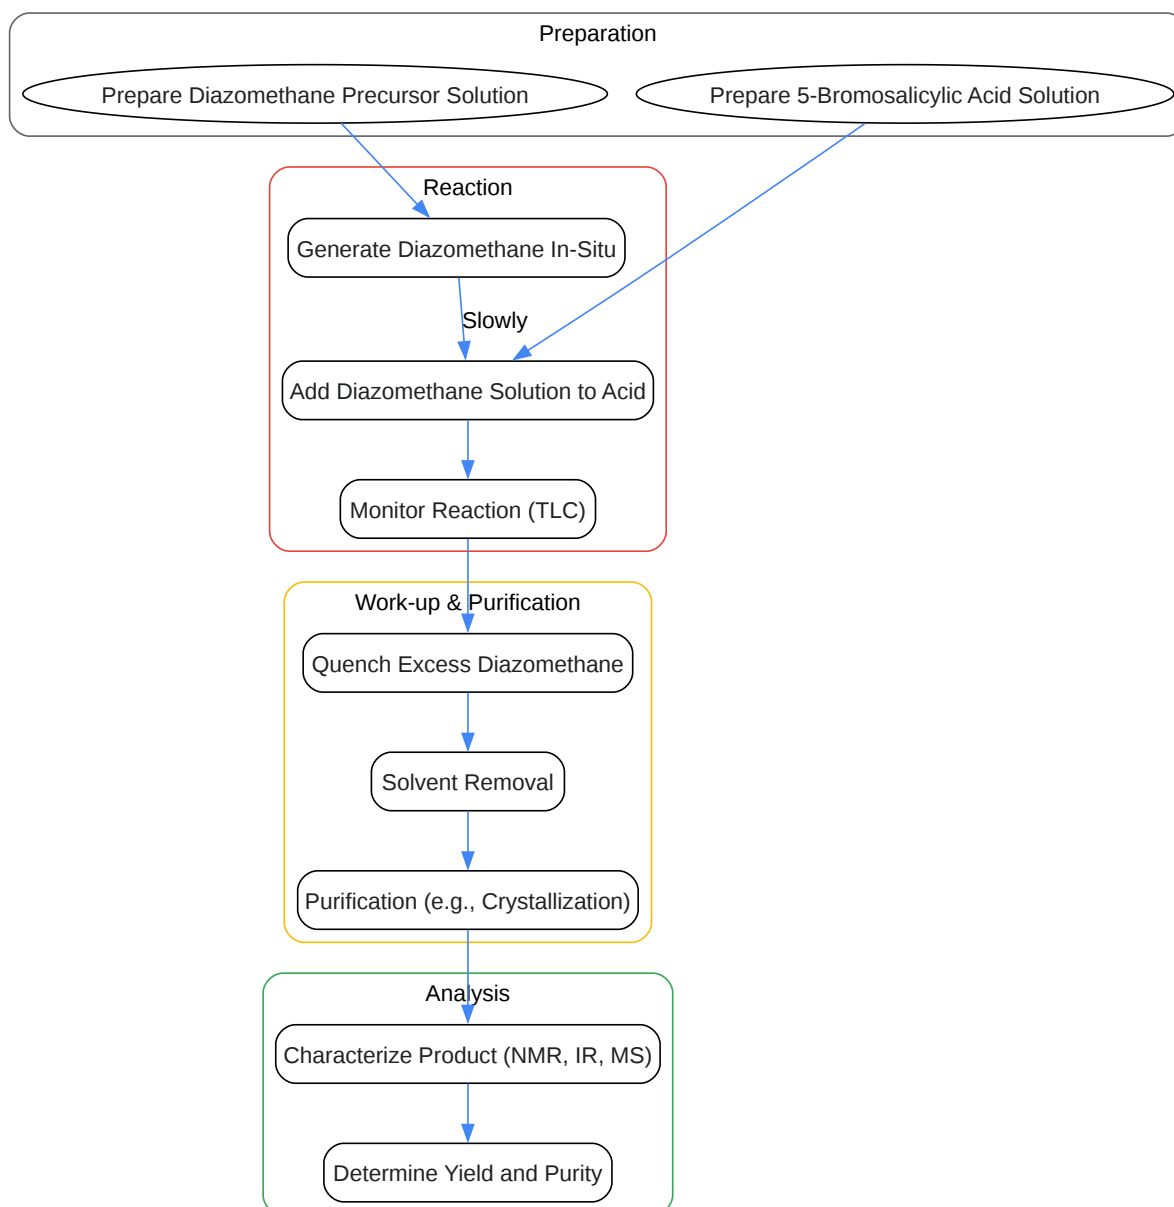 Preparation
Prepare Diazomethane Precursor Solution
Prepare 5-Bromosalicylic Acid Solution
Reaction
Generate Diazomethane In-Situ
Slowly
Add Diazomethane Solution to Acid
Monitor Reaction (TLC)
Work-up & Purification
Quench Excess Diazomethane
Solvent Removal
Purification (e.g., Crystallization)
Analysis
Characterize Product (NMR, IR, MS)
Determine Yield and Purity